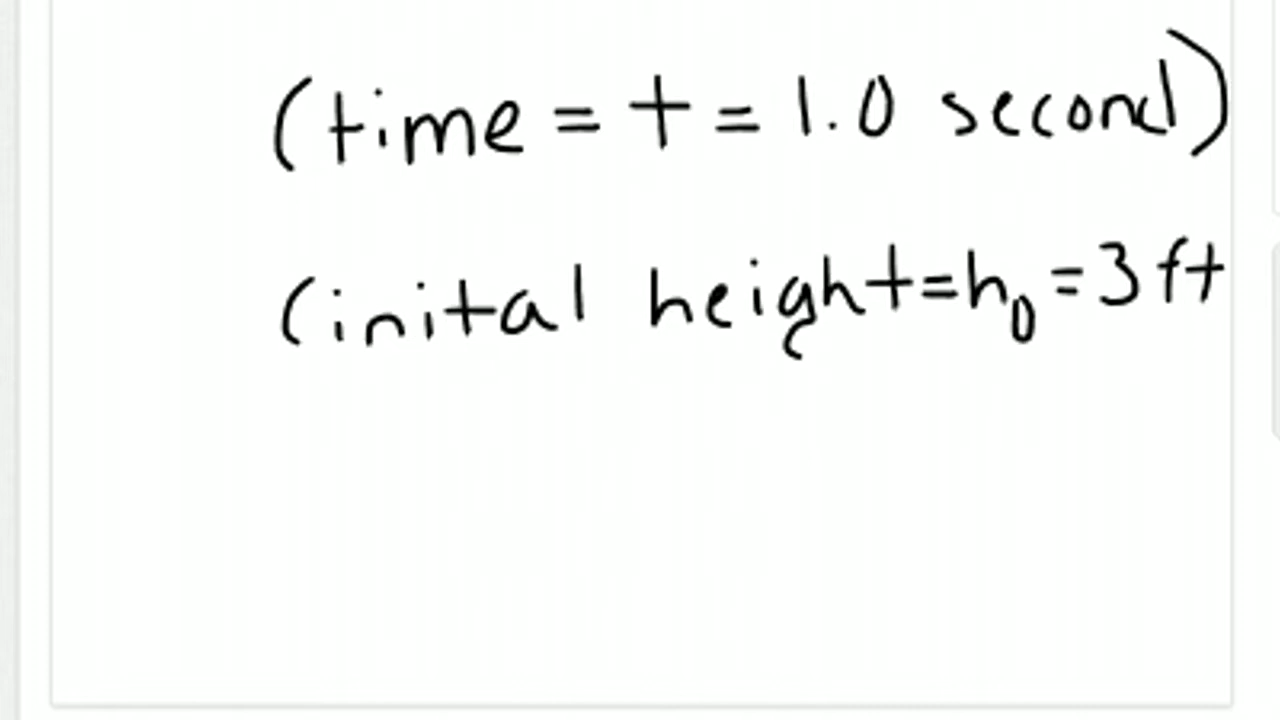 (time = t = 1.0 second)
(inital height = h₀ = 3 ft